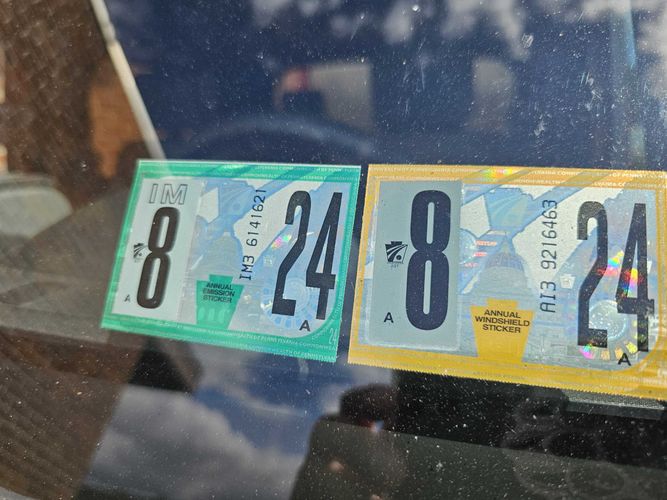 IM
8
A
IM3 6141621
24
A
ANNUAL
EMISSION
STICKER
8
A
AI3 9216463
24
A
ANNUAL
WINDSHIELD
STICKER